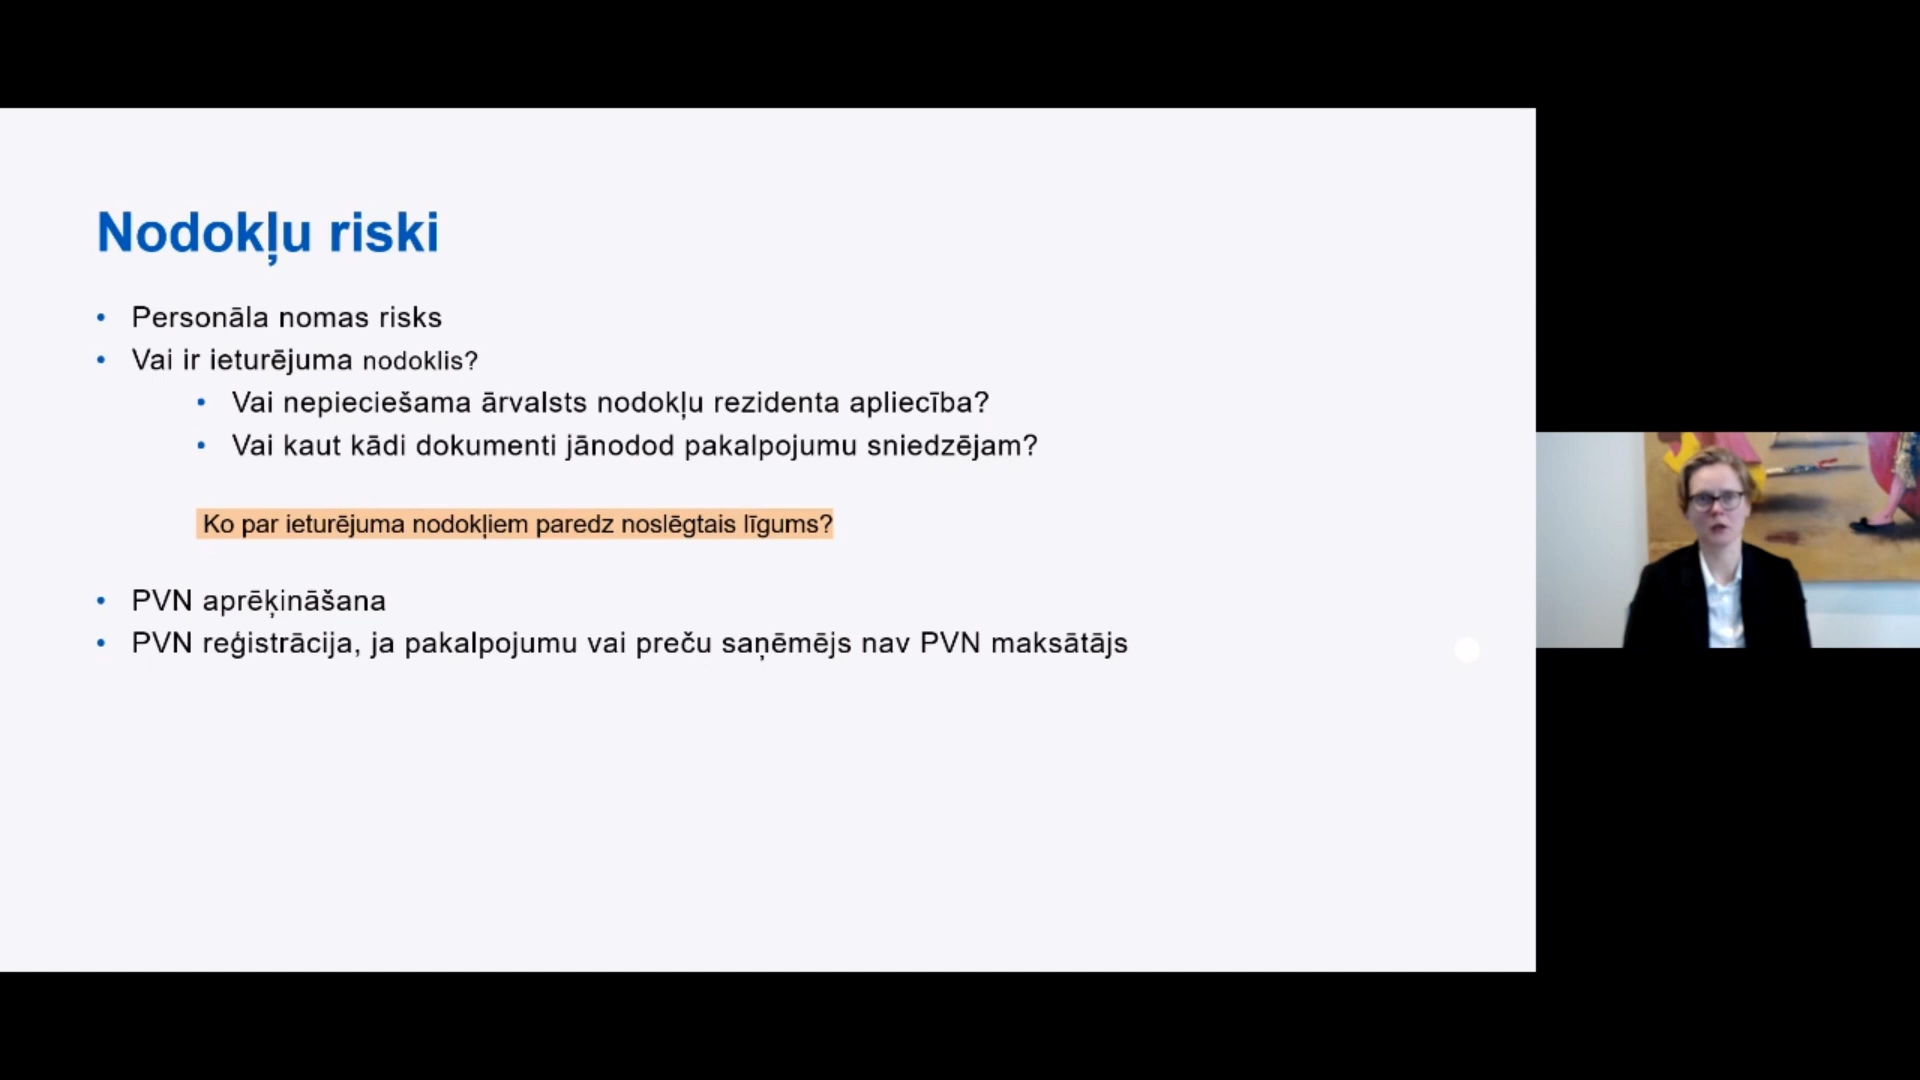 Nodokļu riski
• Personāla nomas risks
• Vai ir ieturējuma nodoklis?
• Vai nepieciešama ārvalsts nodokļu rezidenta apliecība?
• Vai kaut kādi dokumenti jānodod pakalpojumu sniedzējam?
Ko par ieturējuma nodokļiem paredz noslēgtais līgums?
• PVN aprēķināšana
• PVN reģistrācija, ja pakalpojumu vai preču saņēmējs nav PVN maksātājs